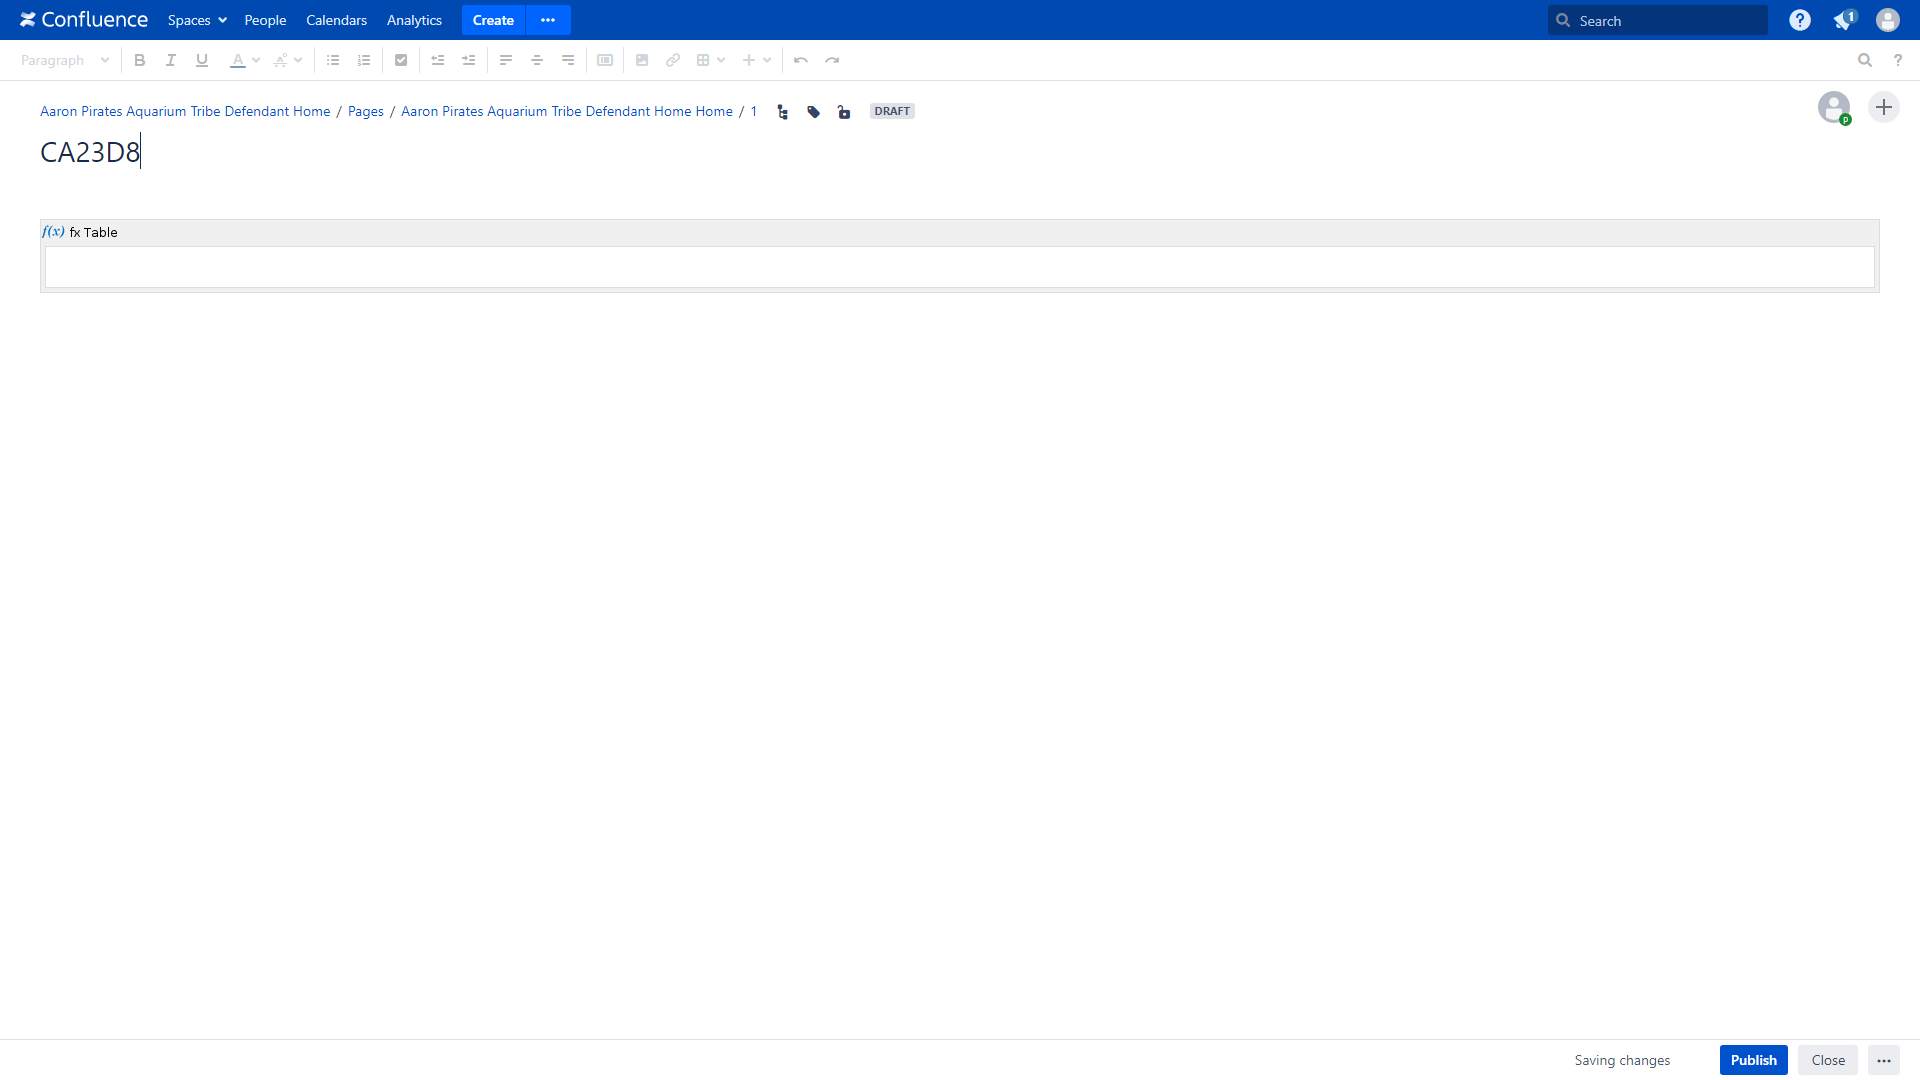 Confluence Spaces People Calendars Analytics Create ... Search ? 1
Paragraph B I U A ?
Aaron Pirates Aquarium Tribe Defendant Home / Pages / Aaron Pirates Aquarium Tribe Defendant Home Home / 1 DRAFT P
CA23D8
f(x) fx Table
Saving changes Publish Close ...